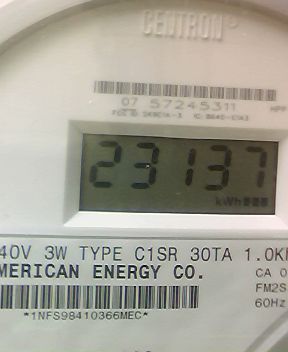 CENTRON
07 57245311
23137
kWh
40V 3W TYPE C1SR 30TA 1.0K
MERICAN ENERGY CO.
CA 0
FM2S
60Hz
*1NFS98410366MEC*